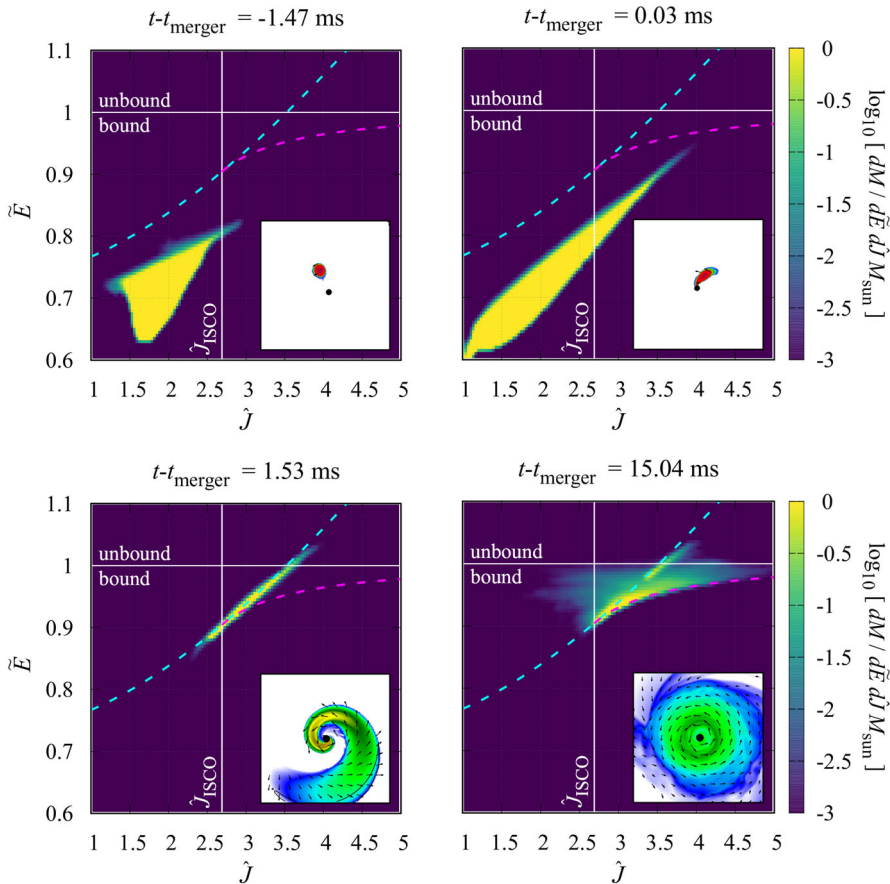 t-t_merger = -1.47 ms
t-t_merger = 0.03 ms
1.1
1
0.9
0.8
0.7
0.6
Ẽ
unbound
bound
Ĵ_ISCO
1 1.5 2 2.5 3 3.5 4 4.5 5
Ĵ
unbound
bound
Ĵ_ISCO
1 1.5 2 2.5 3 3.5 4 4.5 5
Ĵ
0
-0.5
-1
-1.5
-2
-2.5
-3
log₁₀ [ dM / dẼ dĴ M_sun ]
t-t_merger = 1.53 ms
t-t_merger = 15.04 ms
1.1
1
0.9
0.8
0.7
0.6
Ẽ
unbound
bound
Ĵ_ISCO
1 1.5 2 2.5 3 3.5 4 4.5 5
Ĵ
unbound
bound
Ĵ_ISCO
1 1.5 2 2.5 3 3.5 4 4.5 5
Ĵ
0
-0.5
-1
-1.5
-2
-2.5
-3
log₁₀ [ dM / dẼ dĴ M_sun ]